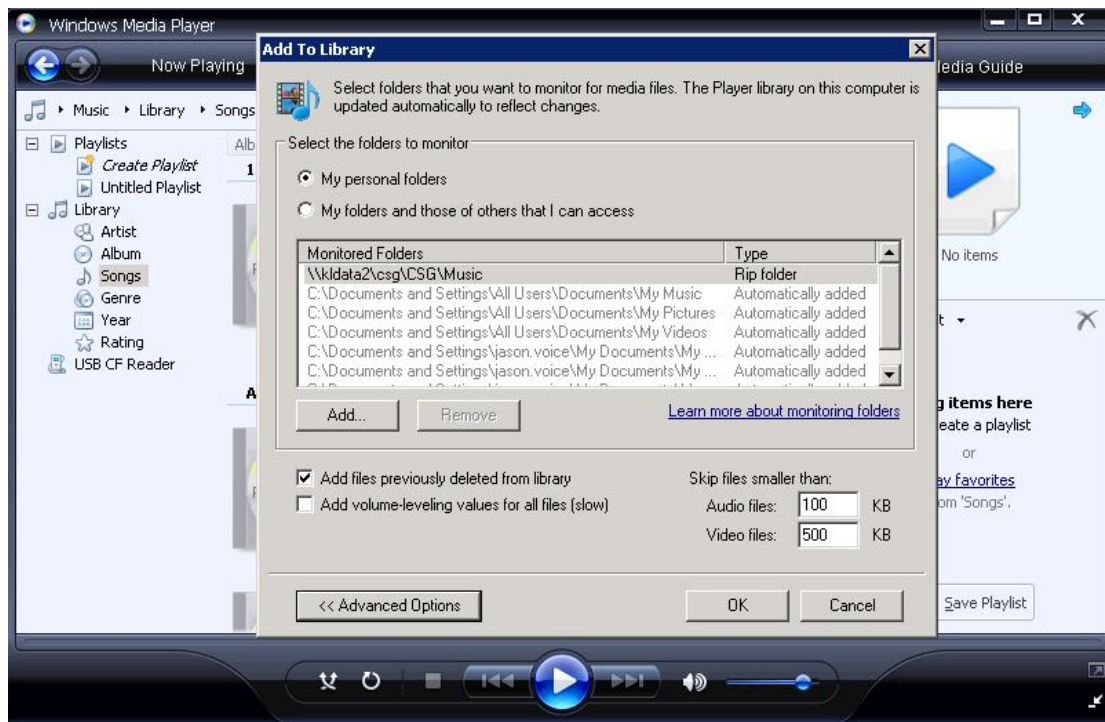 Windows Media Player
Now Playing
Media Guide
Music Library Songs
Playlists
Create Playlist
Untitled Playlist
Library
Artist
Album
Songs
Genre
Year
Rating
USB CF Reader
Alb
1
A
Add To Library
Select folders that you want to monitor for media files. The Player library on this computer is
updated automatically to reflect changes.
Select the folders to monitor
My personal folders
My folders and those of others that I can access
Monitored Folders Type
\\kldata2\csg\CSG\Music Rip folder
C:\Documents and Settings\All Users\Documents\My Music Automatically added
C:\Documents and Settings\All Users\Documents\My Pictures Automatically added
C:\Documents and Settings\All Users\Documents\My Videos Automatically added
C:\Documents and Settings\jason.voice\My Documents\My ... Automatically added
C:\Documents and Settings\jason.voice\My Documents\My ... Automatically added
Add... Remove Learn more about monitoring folders
Add files previously deleted from library
Add volume-leveling values for all files (slow)
Skip files smaller than:
Audio files: 100 KB
Video files: 500 KB
<< Advanced Options OK Cancel
No items
g items here
eate a playlist
or
ay favorites
om 'Songs'.
Save Playlist